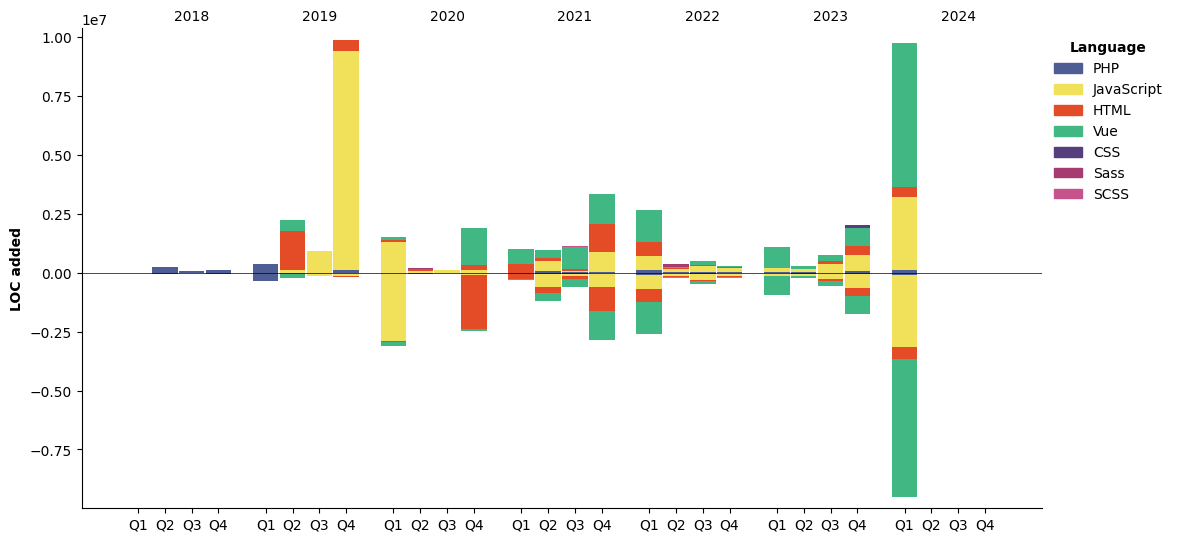 1e7
2018 2019 2020 2021 2022 2023 2024
1.00
0.75
0.50
0.25
0.00
−0.25
−0.50
−0.75
LOC added
Q1 Q2 Q3 Q4 Q1 Q2 Q3 Q4 Q1 Q2 Q3 Q4 Q1 Q2 Q3 Q4 Q1 Q2 Q3 Q4 Q1 Q2 Q3 Q4 Q1 Q2 Q3 Q4
Language
PHP
JavaScript
HTML
Vue
CSS
Sass
SCSS